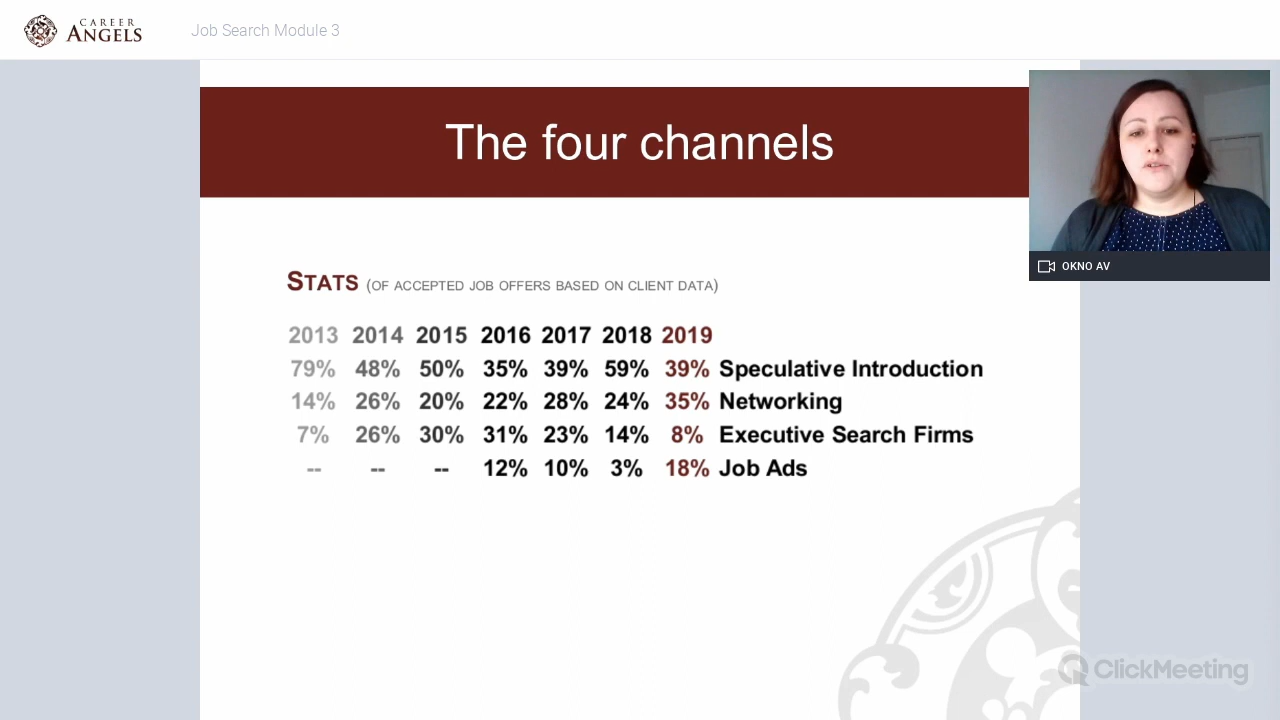 CAREER
ANGELS
Job Search Module 3
The four channels
OKNO AV
STATS (OF ACCEPTED JOB OFFERS BASED ON CLIENT DATA)
2013 2014 2015 2016 2017 2018 2019
79% 48% 50% 35% 39% 59% 39% Speculative Introduction
14% 26% 20% 22% 28% 24% 35% Networking
7% 26% 30% 31% 23% 14% 8% Executive Search Firms
-- -- -- 12% 10% 3% 18% Job Ads
ClickMeeting